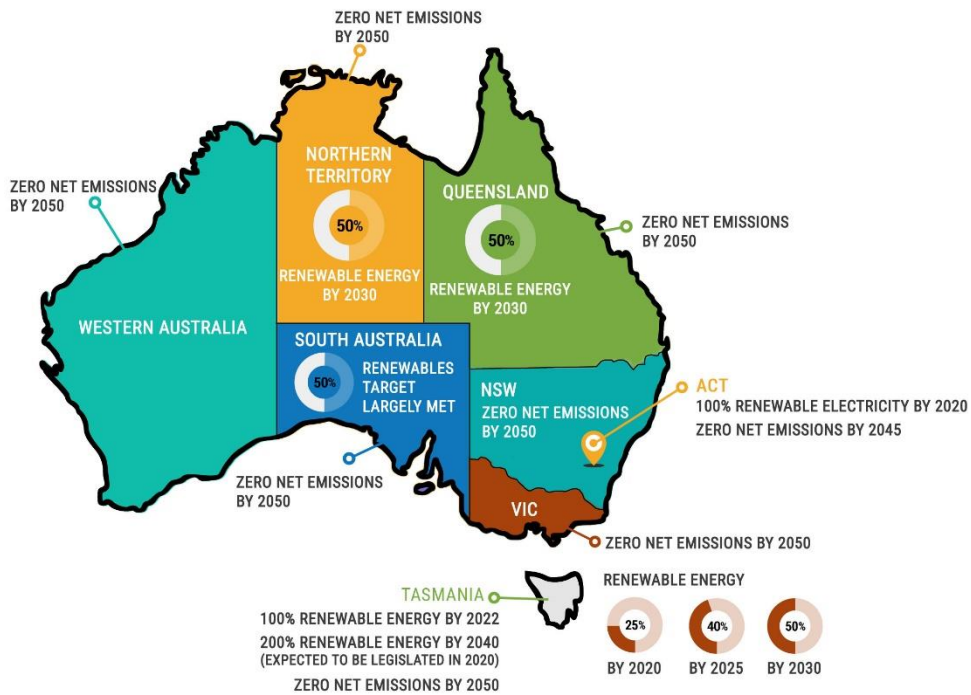 ZERO NET EMISSIONS
BY 2050
ZERO NET EMISSIONS
BY 2050
NORTHERN
TERRITORY
50%
RENEWABLE ENERGY
BY 2030
QUEENSLAND
50%
RENEWABLE ENERGY
BY 2030
ZERO NET EMISSIONS
BY 2050
WESTERN AUSTRALIA
SOUTH AUSTRALIA
50%
RENEWABLES
TARGET
LARGELY MET
ZERO NET EMISSIONS
BY 2050
NSW
ZERO NET EMISSIONS
BY 2050
ACT
100% RENEWABLE ELECTRICITY BY 2020
ZERO NET EMISSIONS BY 2045
VIC
ZERO NET EMISSIONS BY 2050
RENEWABLE ENERGY
25%
BY 2020
40%
BY 2025
50%
BY 2030
TASMANIA
100% RENEWABLE ENERGY BY 2022
200% RENEWABLE ENERGY BY 2040
(EXPECTED TO BE LEGISLATED IN 2020)
ZERO NET EMISSIONS BY 2050